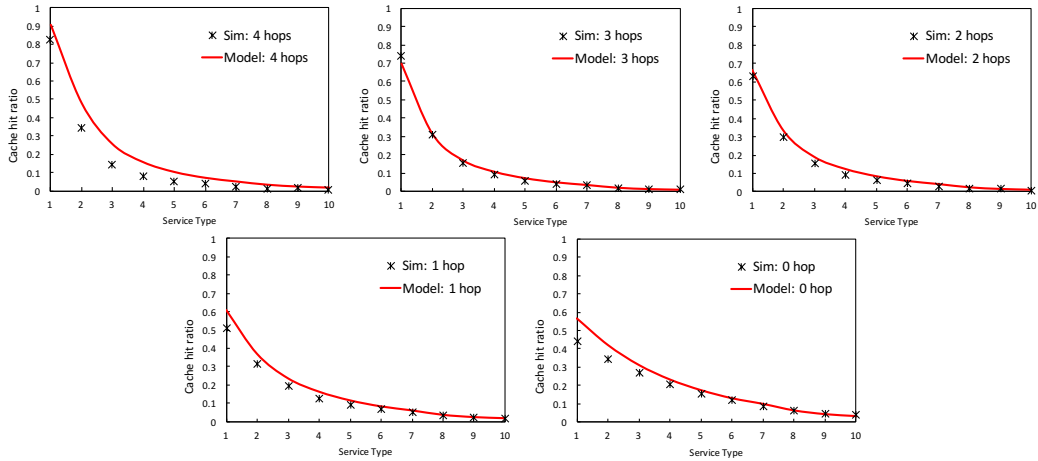 1
0.9
0.8
0.7
0.6
0.5
0.4
0.3
0.2
0.1
0
Cache hit ratio
1 2 3 4 5 6 7 8 9 10
Service Type
Sim: 4 hops
Model: 4 hops
1
0.9
0.8
0.7
0.6
0.5
0.4
0.3
0.2
0.1
0
Cache hit ratio
1 2 3 4 5 6 7 8 9 10
Service Type
Sim: 3 hops
Model: 3 hops
1
0.9
0.8
0.7
0.6
0.5
0.4
0.3
0.2
0.1
0
Cache hit ratio
1 2 3 4 5 6 7 8 9 10
Service Type
Sim: 2 hops
Model: 2 hops
1
0.9
0.8
0.7
0.6
0.5
0.4
0.3
0.2
0.1
0
Cache hit ratio
1 2 3 4 5 6 7 8 9 10
Service Type
Sim: 1 hop
Model: 1 hop
1
0.9
0.8
0.7
0.6
0.5
0.4
0.3
0.2
0.1
0
Cache hit ratio
1 2 3 4 5 6 7 8 9 10
Service Type
Sim: 0 hop
Model: 0 hop